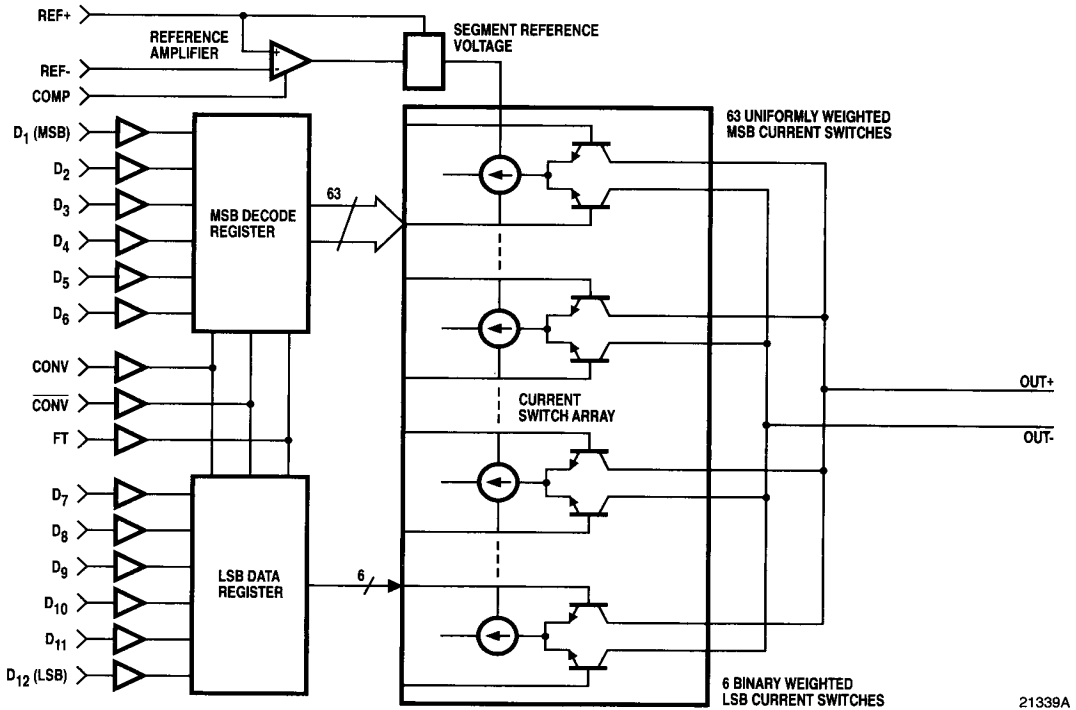 REF+
REFERENCE
AMPLIFIER
+
-
SEGMENT REFERENCE
VOLTAGE
REF-
COMP
D1 (MSB)
D2
D3
D4
D5
D6
MSB DECODE
REGISTER
63
63 UNIFORMLY WEIGHTED
MSB CURRENT SWITCHES
CONV
CONV
FT
CURRENT
SWITCH ARRAY
OUT+
OUT-
D7
D8
D9
D10
D11
D12 (LSB)
LSB DATA
REGISTER
6
6 BINARY WEIGHTED
LSB CURRENT SWITCHES
21339A